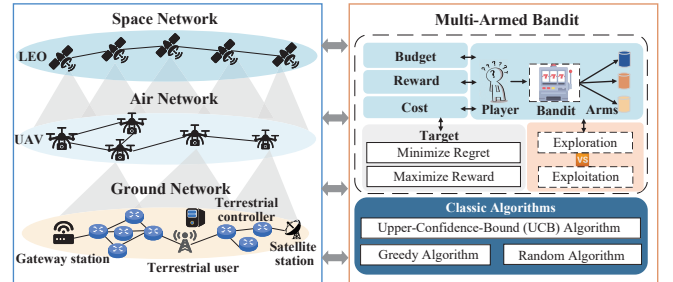 Space Network
LEO
Air Network
UAV
Ground Network
Terrestrial
controller
Gateway station
Terrestrial user
Satellite
station
Multi-Armed Bandit
Budget
Reward
Cost
Player
Bandit
Arms
Target
Minimize Regret
Maximize Reward
Exploration
VS
Exploitation
Classic Algorithms
Upper-Confidence-Bound (UCB) Algorithm
Greedy Algorithm
Random Algorithm